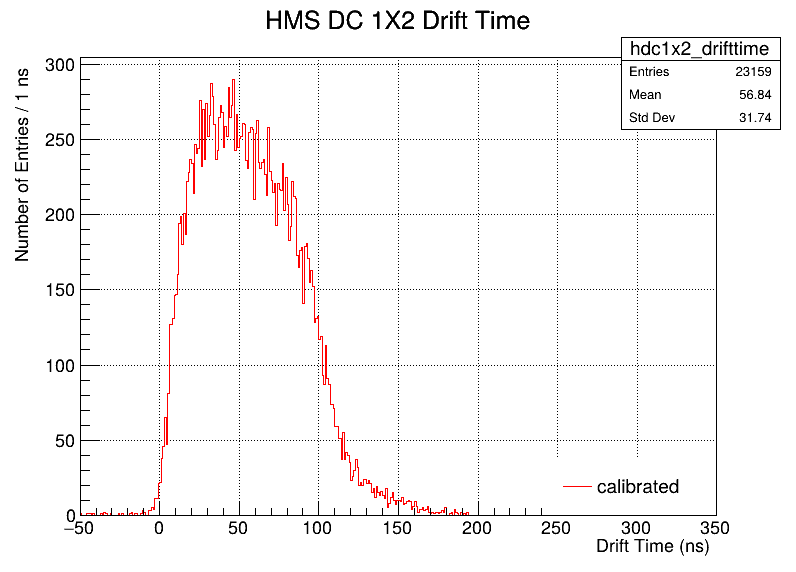 HMS DC 1X2 Drift Time
hdc1x2_drifttime
Entries 23159
Mean 56.84
Std Dev 31.74
Number of Entries / 1 ns
300
250
200
150
100
50
0
−50 0 50 100 150 200 250 300 350
calibrated
Drift Time (ns)